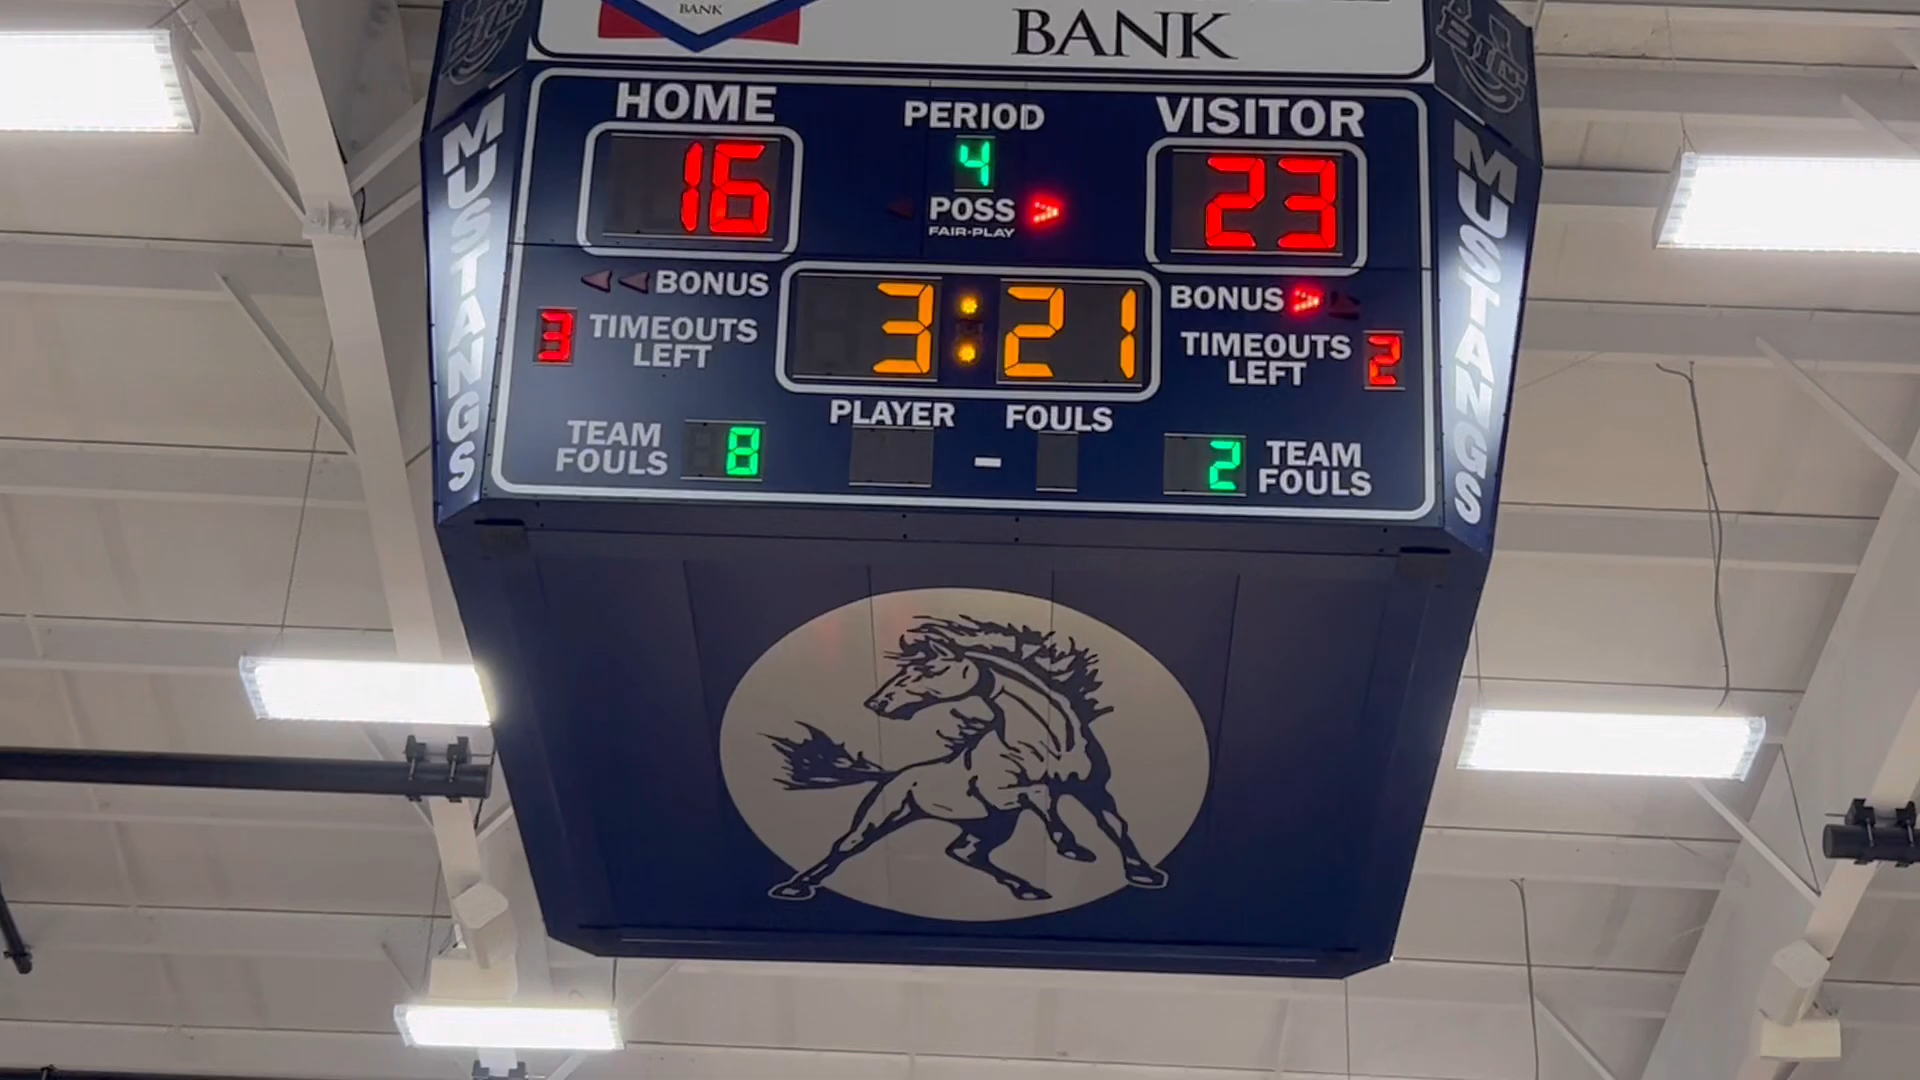 BANK
BANK
HOME PERIOD VISITOR
16 4 23
POSS
FAIR-PLAY
BONUS 3:21 BONUS
3 TIMEOUTS LEFT
TIMEOUTS LEFT 2
PLAYER FOULS
TEAM FOULS 8 - 2 TEAM FOULS
MUSTANGS
MUSTANGS